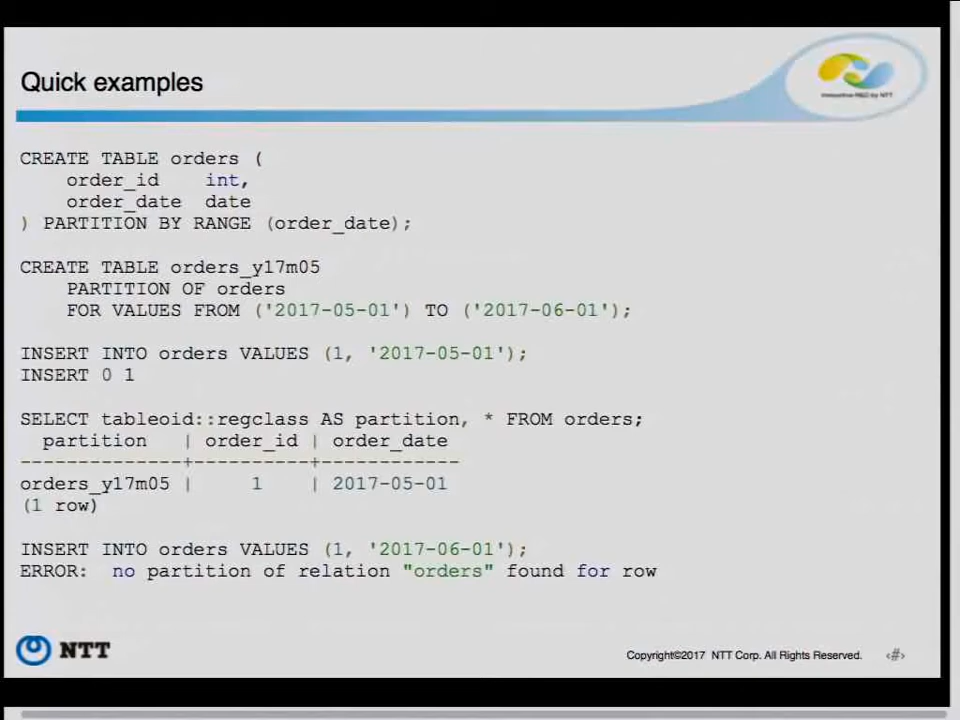 Quick examples
Innovative R&D by NTT
CREATE TABLE orders (
    order_id    int,
    order_date  date
) PARTITION BY RANGE (order_date);
CREATE TABLE orders_y17m05
    PARTITION OF orders
    FOR VALUES FROM ('2017-05-01') TO ('2017-06-01');
INSERT INTO orders VALUES (1, '2017-05-01');
INSERT 0 1
SELECT tableoid::regclass AS partition, * FROM orders;
  partition   | order_id | order_date
--------------+----------+------------
orders_y17m05 |     1    | 2017-05-01
(1 row)
INSERT INTO orders VALUES (1, '2017-06-01');
ERROR:  no partition of relation "orders" found for row
NTT
Copyright©2017  NTT Corp. All Rights Reserved.
‹#›